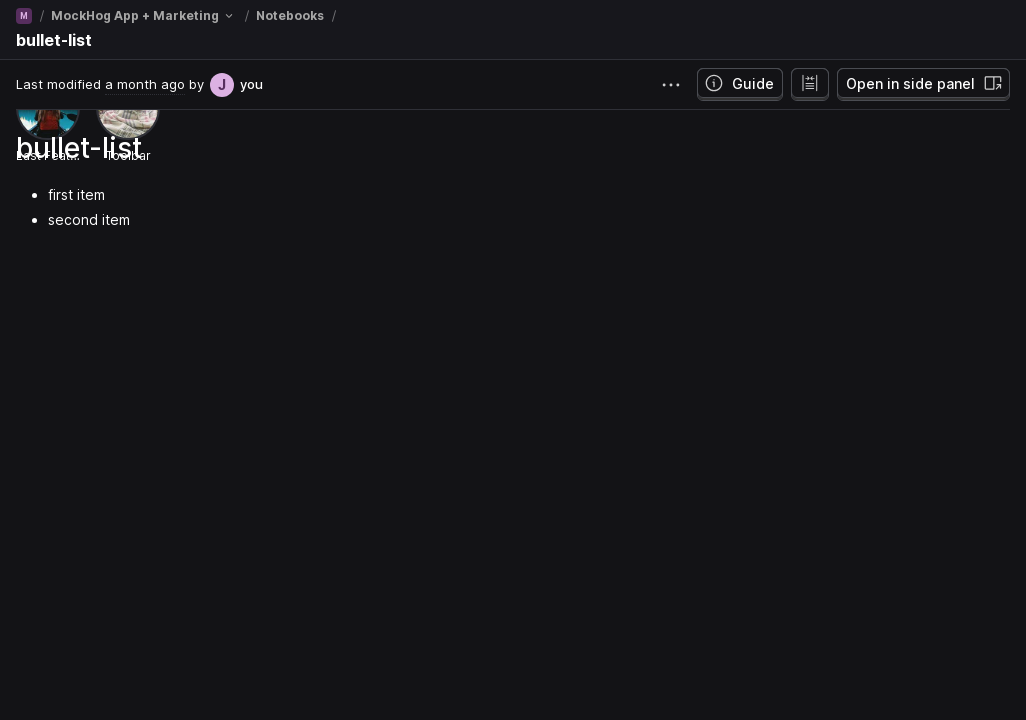 M / MockHog App + Marketing / Notebooks /
bullet-list
Last modified a month ago by J you
Guide
Open in side panel
bullet-list
Last Feat... Toolbar
first item
second item